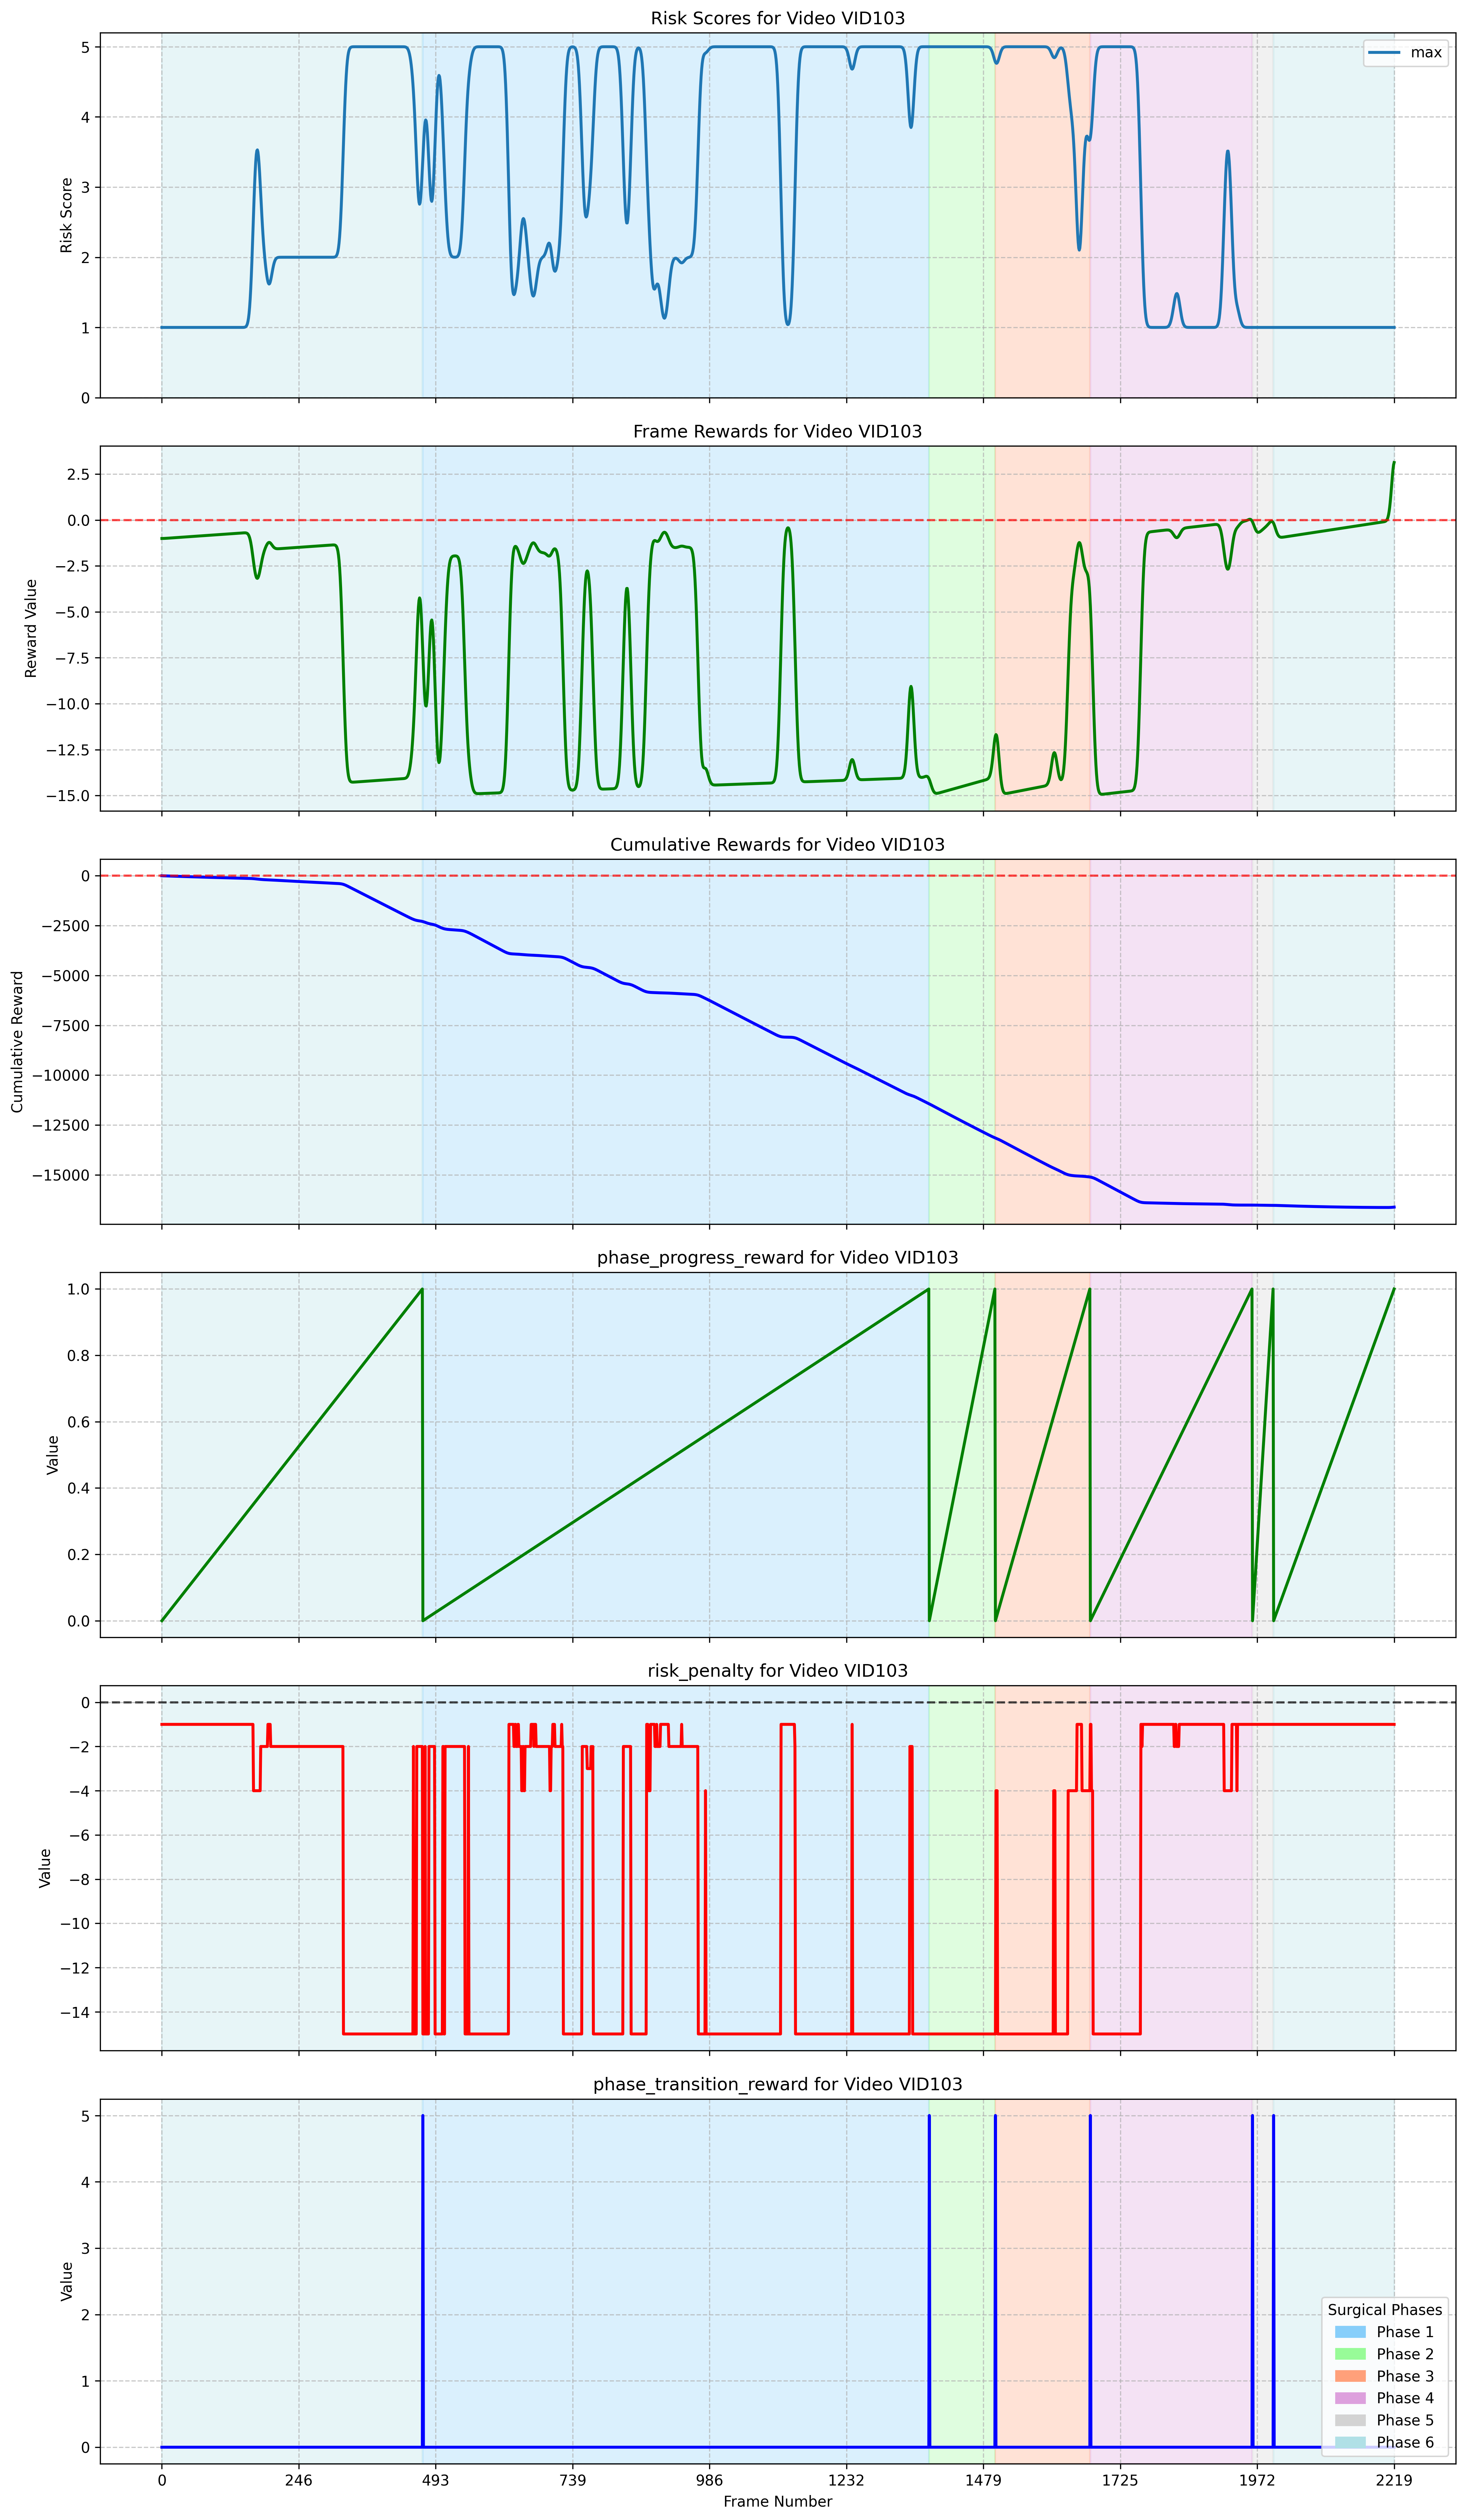 Risk Scores for Video VID103
max
Risk Score
5
4
3
2
1
0
Frame Rewards for Video VID103
Reward Value
2.5
0.0
−2.5
−5.0
−7.5
−10.0
−12.5
−15.0
Cumulative Rewards for Video VID103
Cumulative Reward
0
−2500
−5000
−7500
−10000
−12500
−15000
phase_progress_reward for Video VID103
Value
1.0
0.8
0.6
0.4
0.2
0.0
risk_penalty for Video VID103
Value
0
−2
−4
−6
−8
−10
−12
−14
phase_transition_reward for Video VID103
Value
5
4
3
2
1
0
Surgical Phases
Phase 1
Phase 2
Phase 3
Phase 4
Phase 5
Phase 6
0 246 493 739 986 1232 1479 1725 1972 2219
Frame Number